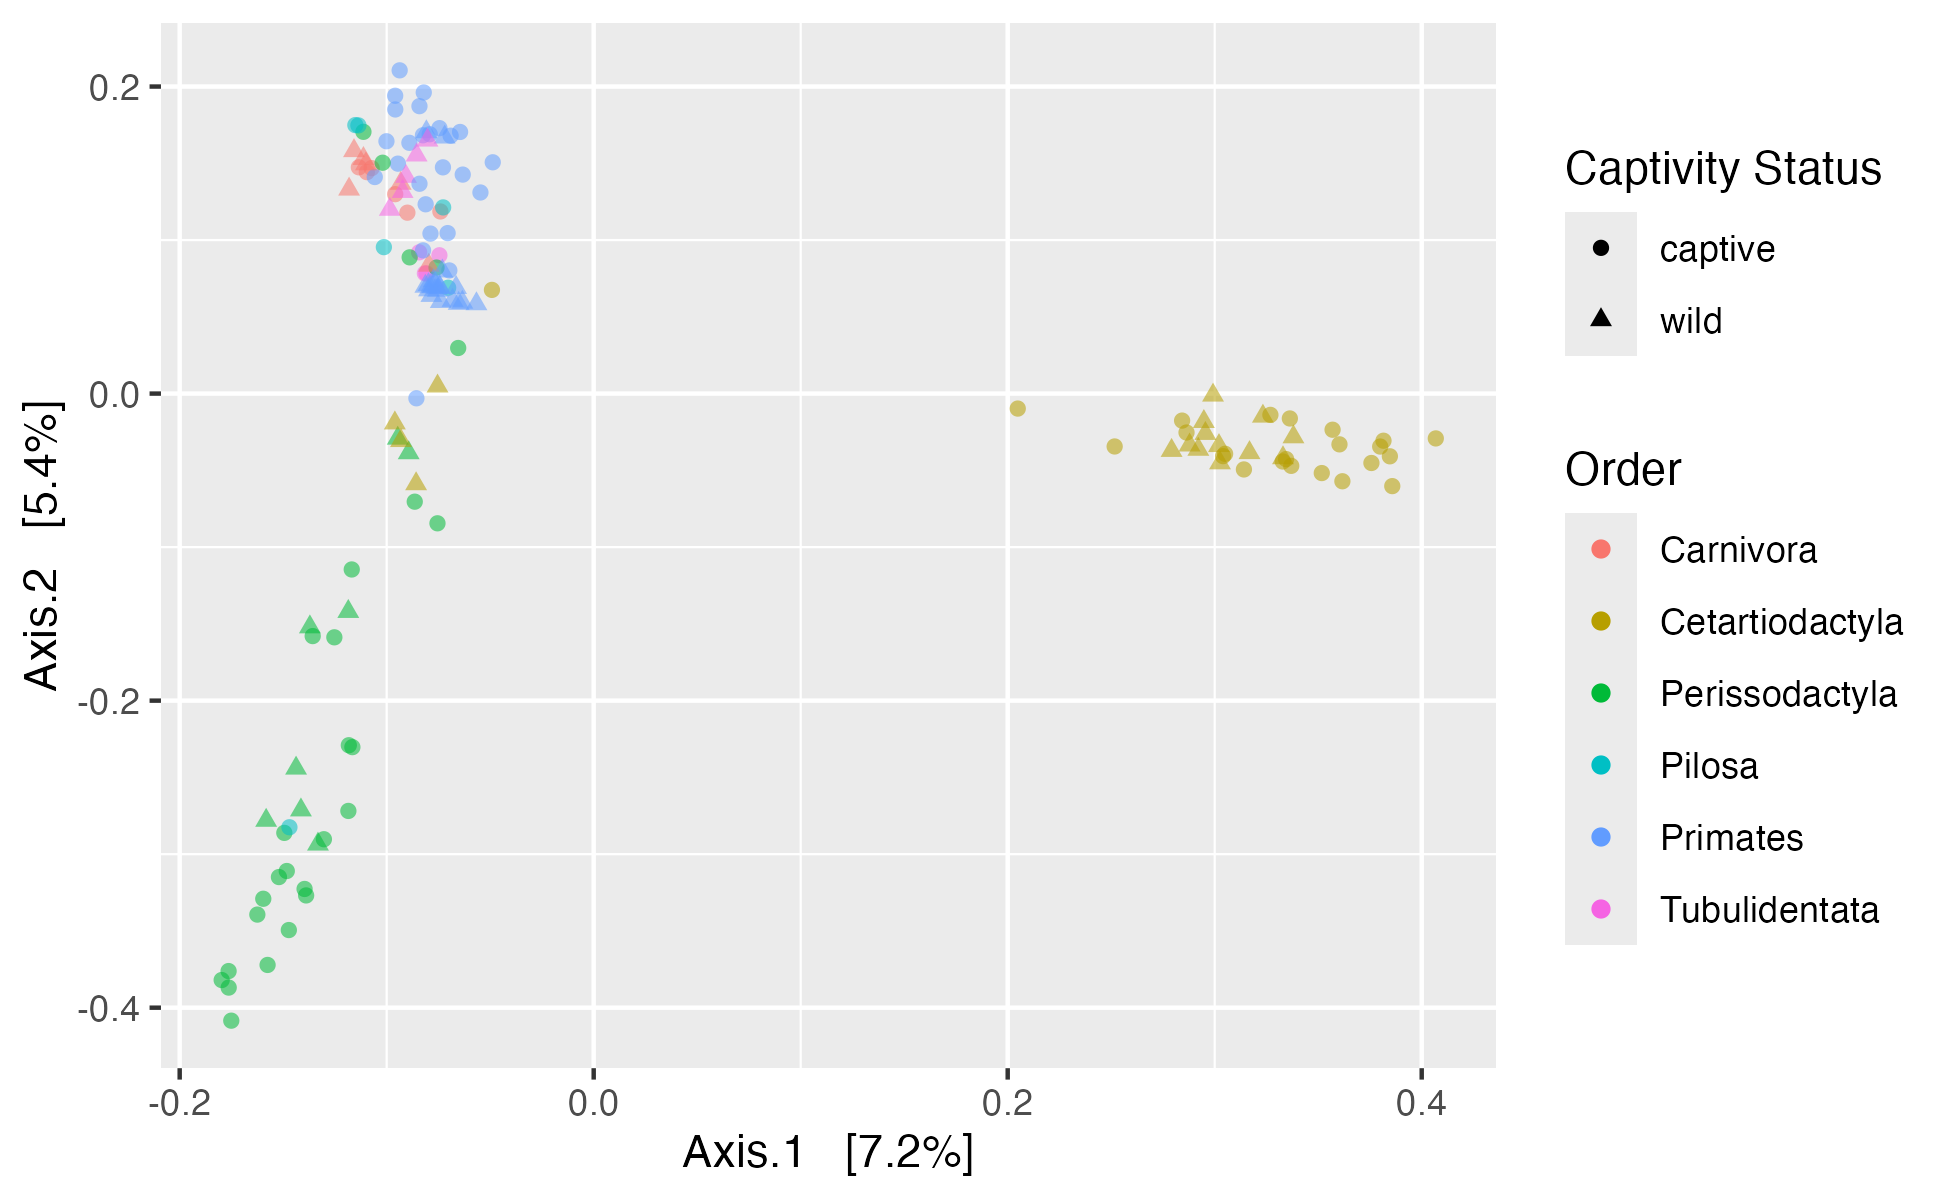 0.2
0.0
-0.2
-0.4
Axis.2 [5.4%]
-0.2 0.0 0.2 0.4
Axis.1 [7.2%]
Captivity Status
captive
wild
Order
Carnivora
Cetartiodactyla
Perissodactyla
Pilosa
Primates
Tubulidentata